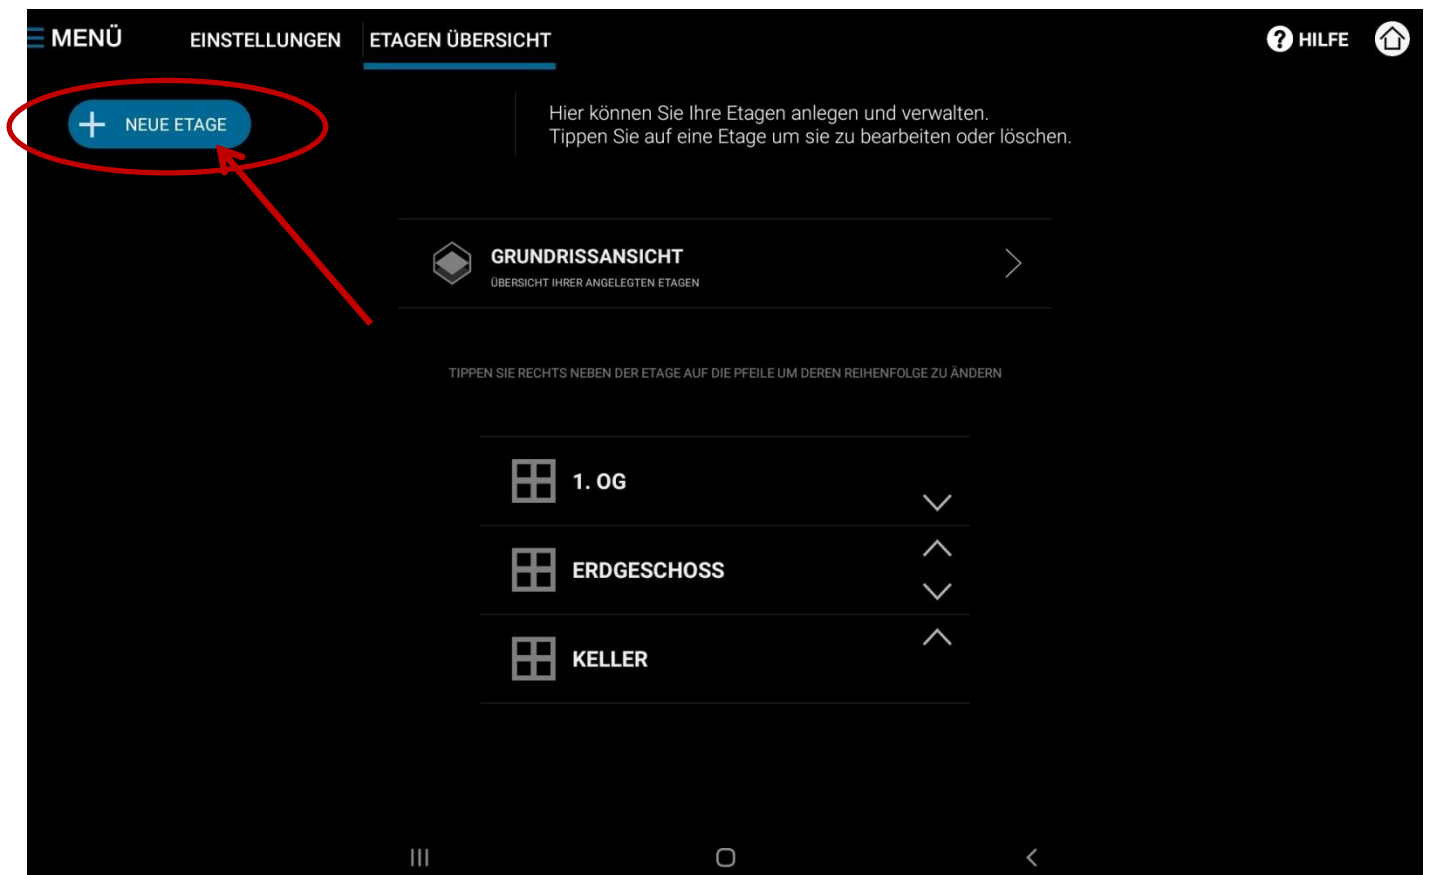 MENÜ
EINSTELLUNGEN
ETAGEN ÜBERSICHT
? HILFE
NEUE ETAGE
Hier können Sie Ihre Etagen anlegen und verwalten.
Tippen Sie auf eine Etage um sie zu bearbeiten oder löschen.
GRUNDRISSANSICHT
ÜBERSICHT IHRER ANGELEGTEN ETAGEN
TIPPEN SIE RECHTS NEBEN DER ETAGE AUF DIE PFEILE UM DEREN REIHENFOLGE ZU ÄNDERN
1. OG
ERDGESCHOSS
KELLER